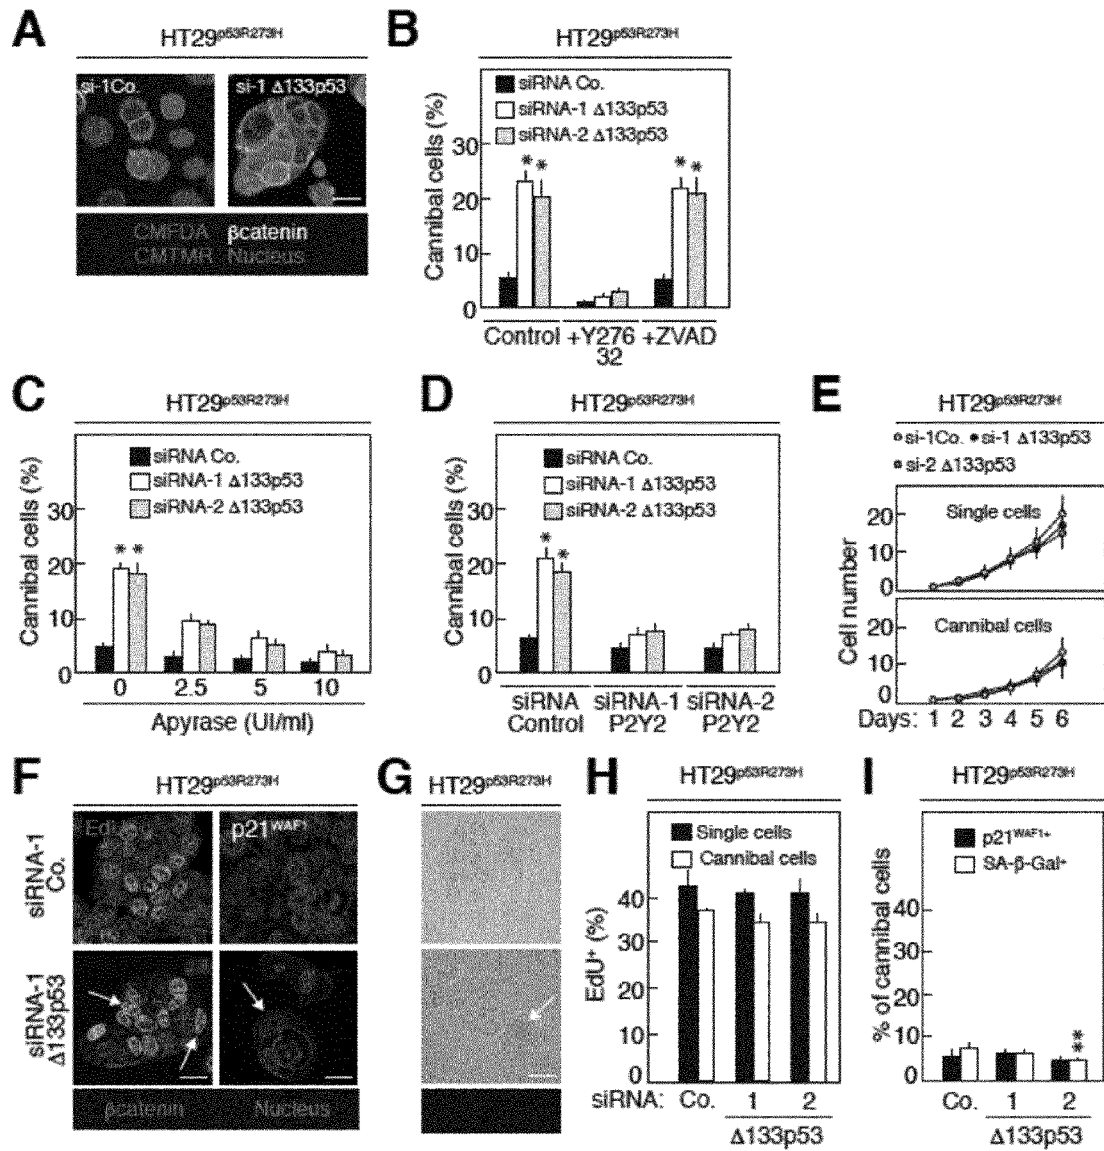 A
HT29p53R273H
si-1Co.
si-1 Δ133p53
CMFDA βcatenin
CMTMR Nucleus
B
HT29p53R273H
siRNA Co.
siRNA-1 Δ133p53
siRNA-2 Δ133p53
Cannibal cells (%)
30
20
10
0
* *
* *
Control +Y276 +ZVAD
32
C
HT29p53R273H
siRNA Co.
siRNA-1 Δ133p53
siRNA-2 Δ133p53
Cannibal cells (%)
30
20
10
0
* *
0 2.5 5 10
Apyrase (UI/ml)
D
HT29p53R273H
siRNA Co.
siRNA-1 Δ133p53
siRNA-2 Δ133p53
Cannibal cells (%)
30
20
10
0
* *
siRNA siRNA-1 siRNA-2
Control P2Y2 P2Y2
E
HT29p53R273H
si-1Co. si-1 Δ133p53
si-2 Δ133p53
Cell number
20
10
0
Single cells
20
10
0
Cannibal cells
Days: 1 2 3 4 5 6
F
HT29p53R273H
siRNA-1
Co.
EdU
p21WAF1
siRNA-1
Δ133p53
βcatenin
Nucleus
G
HT29p53R273H
H
HT29p53R273H
Single cells
Cannibal cells
EdU+ (%)
40
30
20
10
0
siRNA: Co. 1 2
Δ133p53
I
HT29p53R273H
p21WAF1+
SA-β-Gal+
% of cannibal cells
40
30
20
10
0
**
Co. 1 2
Δ133p53